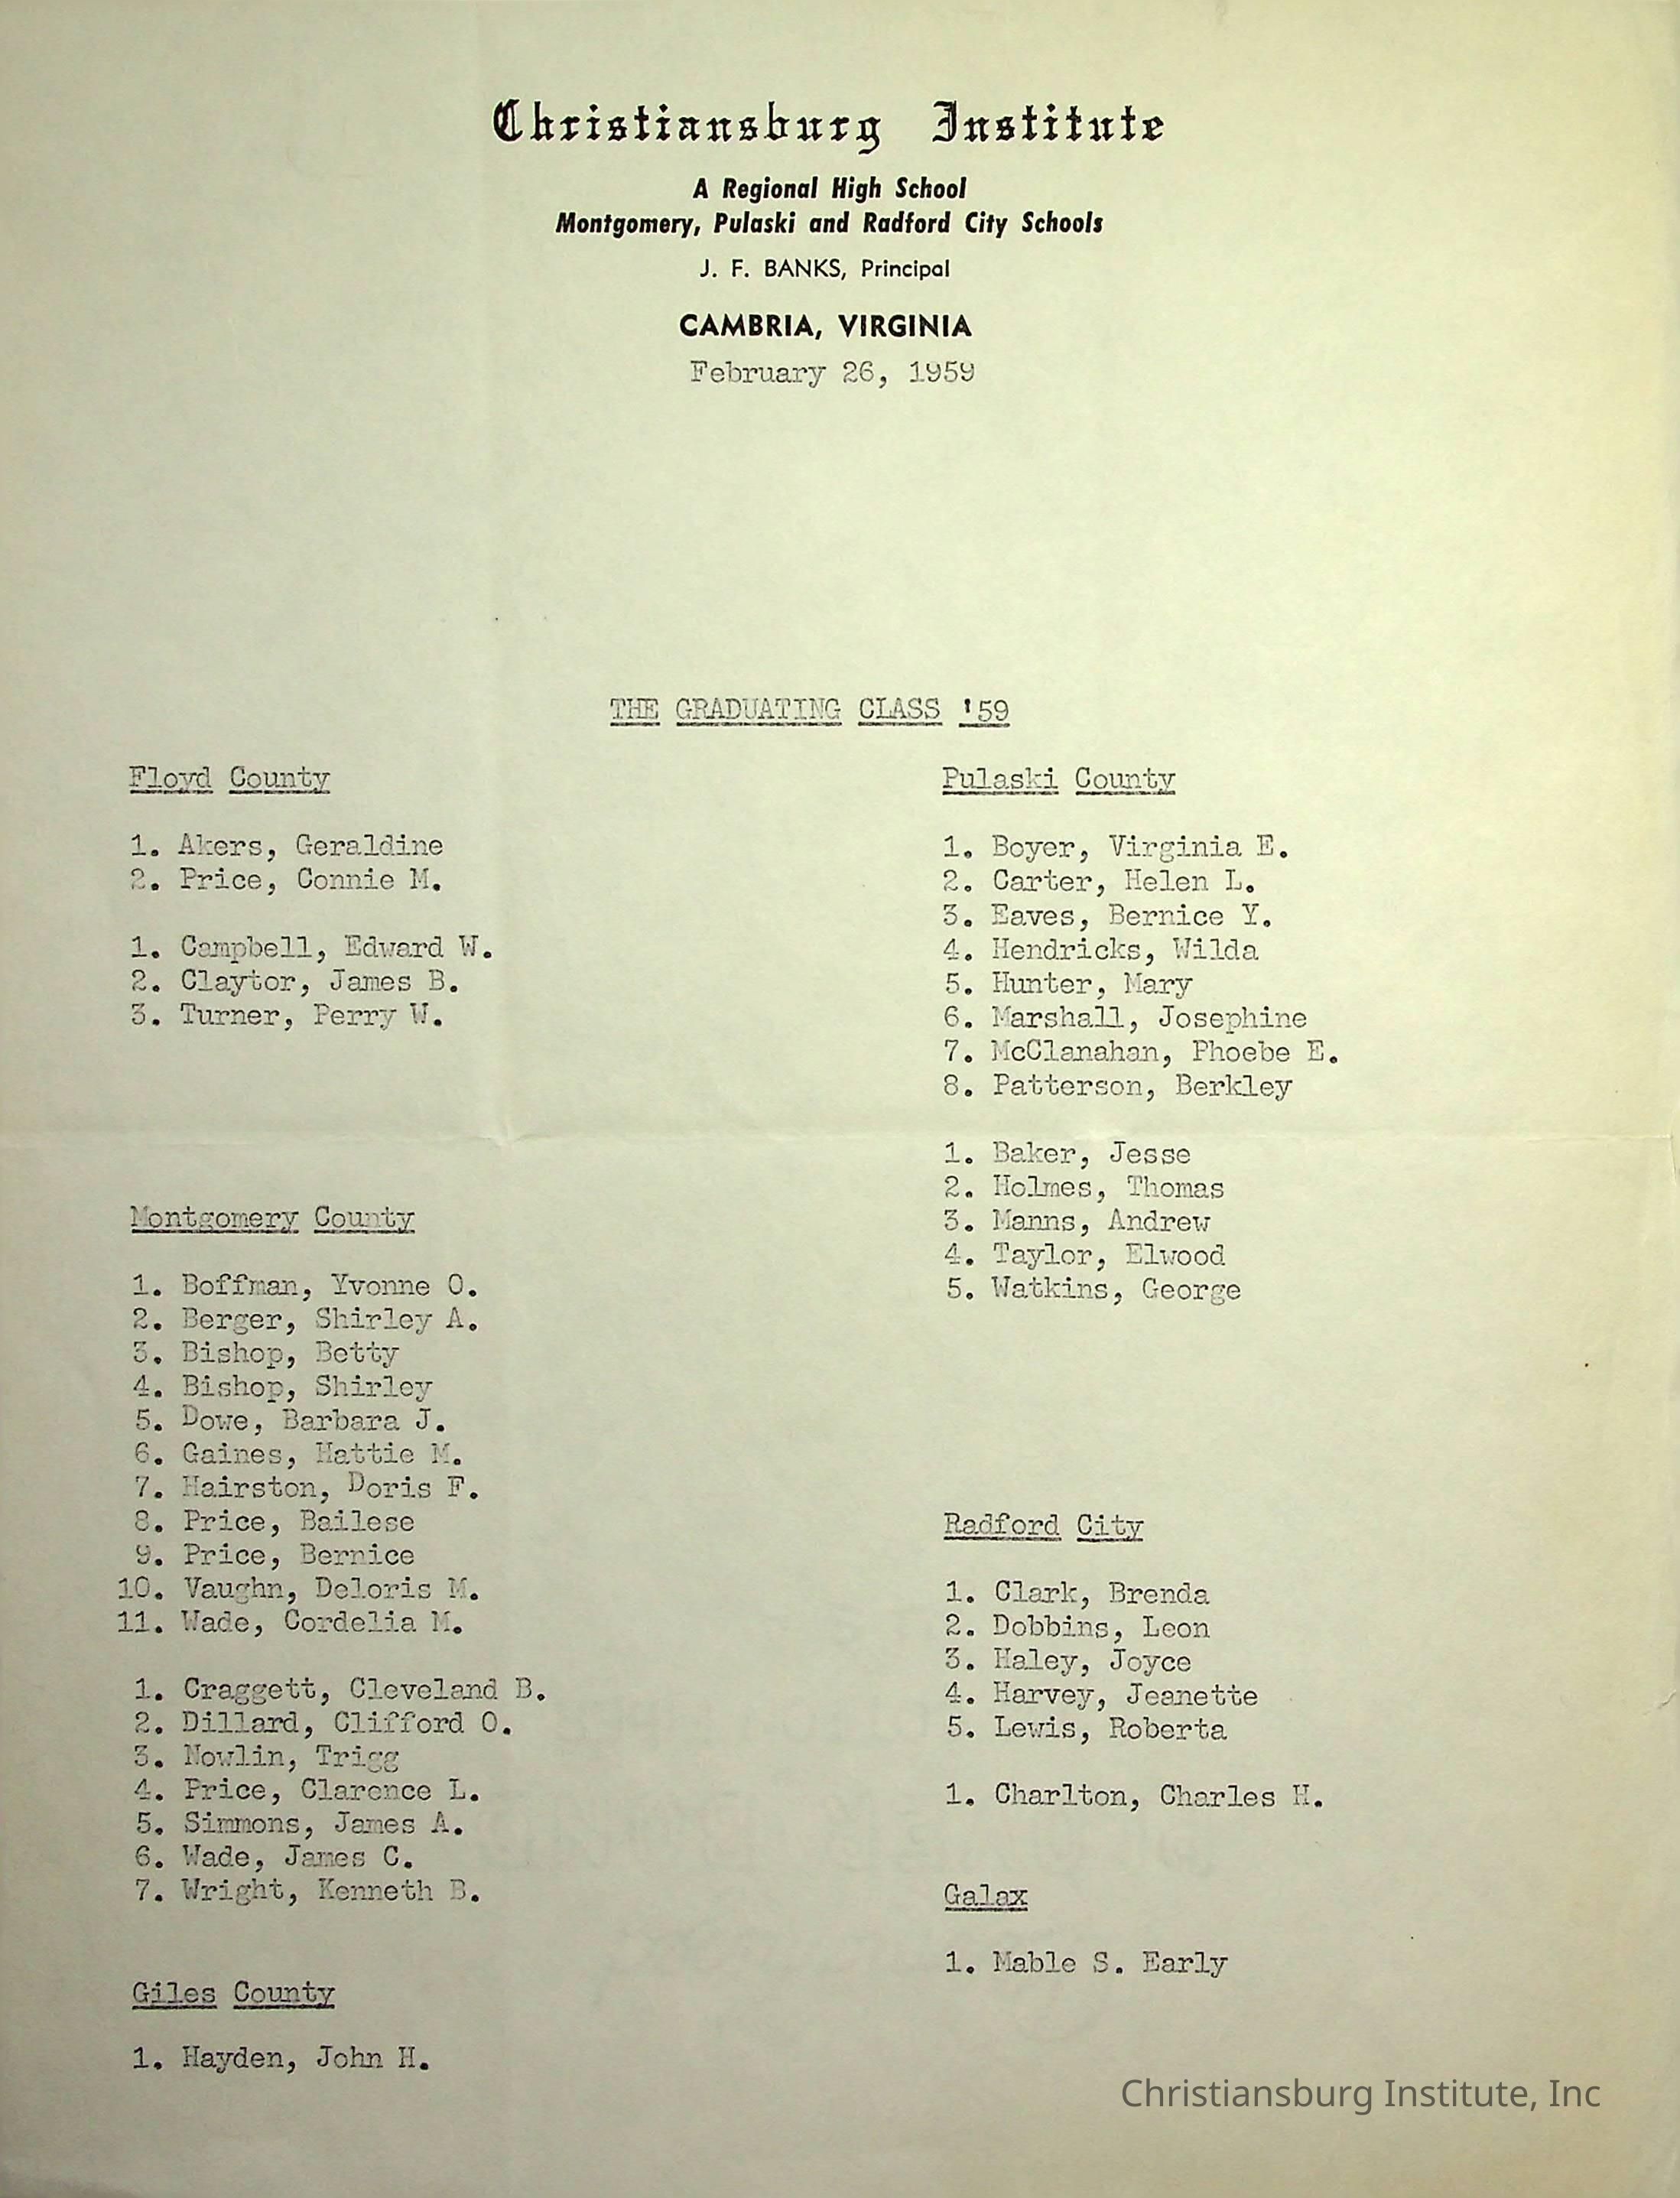 Christiansburg Institute
A Regional High School
Montgomery, Pulaski and Radford City Schools
J. F. BANKS, Principal
CAMBRIA, VIRGINIA
February 26, 1959
THE GRADUATING CLASS '59
Floyd County
1. Akers, Geraldine
2. Price, Connie M.
1. Campbell, Edward W.
2. Claytor, James B.
3. Turner, Perry W.
Montgomery County
1. Boffman, Yvonne O.
2. Berger, Shirley A.
3. Bishop, Betty
4. Bishop, Shirley
5. Dowe, Barbara J.
6. Gaines, Hattie M.
7. Hairston, Doris F.
8. Price, Bailese
9. Price, Bernice
10. Vaughn, Deloris M.
11. Wade, Cordelia M.
1. Craggett, Cleveland B.
2. Dillard, Clifford O.
3. Nowlin, Trigg
4. Price, Clarence L.
5. Simmons, James A.
6. Wade, James C.
7. Wright, Kenneth B.
Giles County
1. Hayden, John H.
Pulaski County
1. Boyer, Virginia E.
2. Carter, Helen L.
3. Eaves, Bernice Y.
4. Hendricks, Wilda
5. Hunter, Mary
6. Marshall, Josephine
7. McClanahan, Phoebe E.
8. Patterson, Berkley
1. Baker, Jesse
2. Holmes, Thomas
3. Manns, Andrew
4. Taylor, Elwood
5. Watkins, George
Radford City
1. Clark, Brenda
2. Dobbins, Leon
3. Haley, Joyce
4. Harvey, Jeanette
5. Lewis, Roberta
1. Charlton, Charles H.
Galax
1. Mable S. Early
Christiansburg Institute, Inc